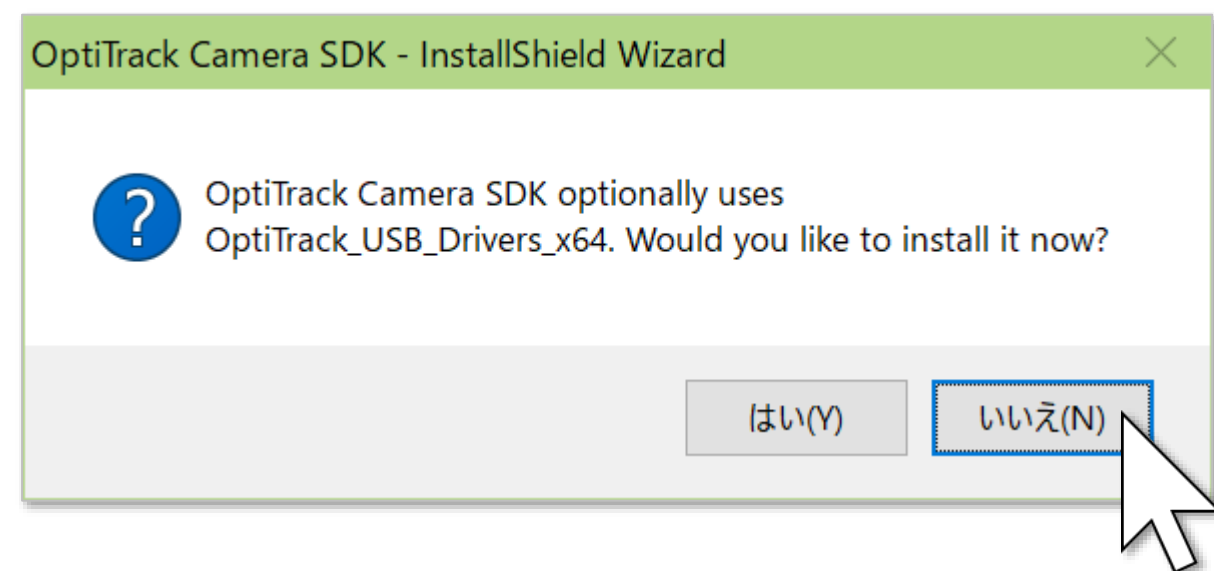 OptiTrack Camera SDK - InstallShield Wizard
?
OptiTrack Camera SDK optionally uses
OptiTrack_USB_Drivers_x64. Would you like to install it now?
はい(Y)
いいえ(N)